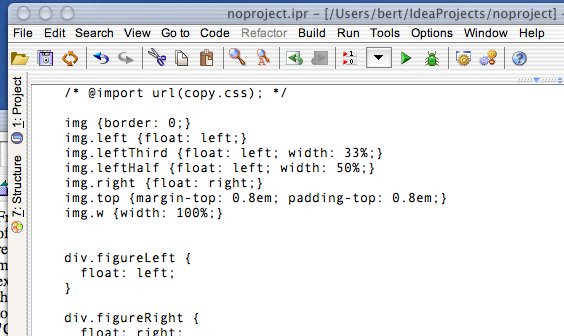 noproject.ipr – [/Users/bert/IdeaProjects/noproject] –
File Edit Search View Go to Code Refactor Build Run Tools Options Window Help
1: Project
7: Structure
/* @import url(copy.css); */
img {border: 0;}
img.left {float: left;}
img.leftThird {float: left; width: 33%;}
img.leftHalf {float: left; width: 50%;}
img.right {float: right;}
img.top {margin-top: 0.8em; padding-top: 0.8em;}
img.w {width: 100%;}
div.figureLeft {
float: left;
}
div.figureRight {
float: right;